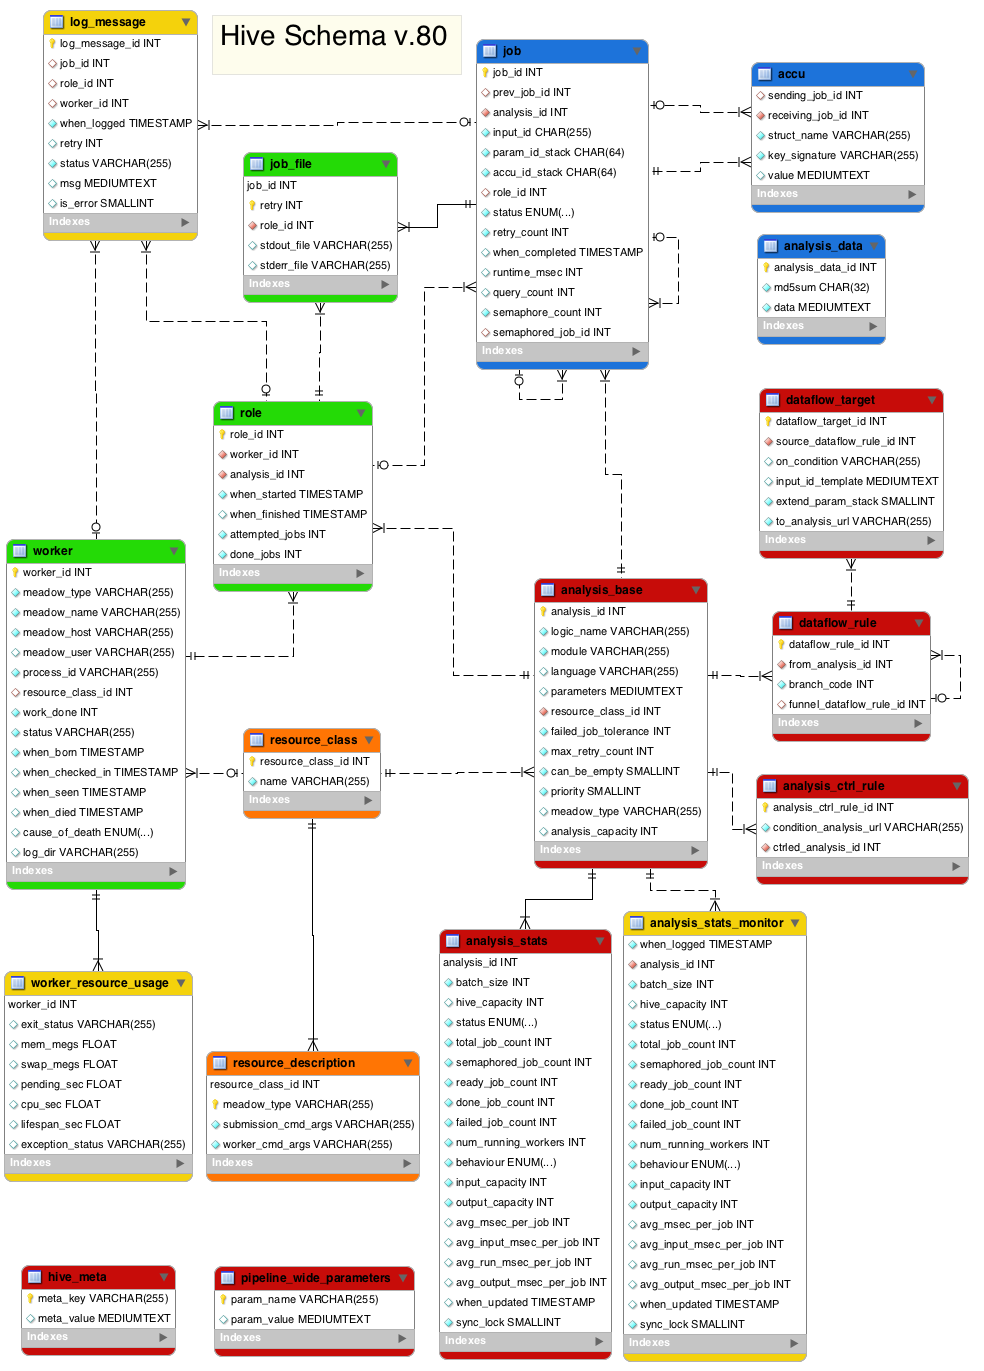 Hive Schema v.80
log_message
log_message_id INT
job_id INT
role_id INT
worker_id INT
when_logged TIMESTAMP
retry INT
status VARCHAR(255)
msg MEDIUMTEXT
is_error SMALLINT
Indexes
job_file
job_id INT
retry INT
role_id INT
stdout_file VARCHAR(255)
stderr_file VARCHAR(255)
Indexes
job
job_id INT
prev_job_id INT
analysis_id INT
input_id CHAR(255)
param_id_stack CHAR(64)
accu_id_stack CHAR(64)
role_id INT
status ENUM(...)
retry_count INT
when_completed TIMESTAMP
runtime_msec INT
query_count INT
semaphore_count INT
semaphored_job_id INT
Indexes
accu
sending_job_id INT
receiving_job_id INT
struct_name VARCHAR(255)
key_signature VARCHAR(255)
value MEDIUMTEXT
Indexes
analysis_data
analysis_data_id INT
md5sum CHAR(32)
data MEDIUMTEXT
Indexes
role
role_id INT
worker_id INT
analysis_id INT
when_started TIMESTAMP
when_finished TIMESTAMP
attempted_jobs INT
done_jobs INT
Indexes
dataflow_target
dataflow_target_id INT
source_dataflow_rule_id INT
on_condition VARCHAR(255)
input_id_template MEDIUMTEXT
extend_param_stack SMALLINT
to_analysis_url VARCHAR(255)
Indexes
worker
worker_id INT
meadow_type VARCHAR(255)
meadow_name VARCHAR(255)
meadow_host VARCHAR(255)
meadow_user VARCHAR(255)
process_id VARCHAR(255)
resource_class_id INT
work_done INT
status VARCHAR(255)
when_born TIMESTAMP
when_checked_in TIMESTAMP
when_seen TIMESTAMP
when_died TIMESTAMP
cause_of_death ENUM(...)
log_dir VARCHAR(255)
Indexes
analysis_base
analysis_id INT
logic_name VARCHAR(255)
module VARCHAR(255)
language VARCHAR(255)
parameters MEDIUMTEXT
resource_class_id INT
failed_job_tolerance INT
max_retry_count INT
can_be_empty SMALLINT
priority SMALLINT
meadow_type VARCHAR(255)
analysis_capacity INT
Indexes
dataflow_rule
dataflow_rule_id INT
from_analysis_id INT
branch_code INT
funnel_dataflow_rule_id INT
Indexes
resource_class
resource_class_id INT
name VARCHAR(255)
Indexes
analysis_ctrl_rule
analysis_ctrl_rule_id INT
condition_analysis_url VARCHAR(255)
ctrled_analysis_id INT
Indexes
worker_resource_usage
worker_id INT
exit_status VARCHAR(255)
mem_megs FLOAT
swap_megs FLOAT
pending_sec FLOAT
cpu_sec FLOAT
lifespan_sec FLOAT
exception_status VARCHAR(255)
Indexes
resource_description
resource_class_id INT
meadow_type VARCHAR(255)
submission_cmd_args VARCHAR(255)
worker_cmd_args VARCHAR(255)
Indexes
analysis_stats
analysis_id INT
batch_size INT
hive_capacity INT
status ENUM(...)
total_job_count INT
semaphored_job_count INT
ready_job_count INT
done_job_count INT
failed_job_count INT
num_running_workers INT
behaviour ENUM(...)
input_capacity INT
output_capacity INT
avg_msec_per_job INT
avg_input_msec_per_job INT
avg_run_msec_per_job INT
avg_output_msec_per_job INT
when_updated TIMESTAMP
sync_lock SMALLINT
Indexes
analysis_stats_monitor
when_logged TIMESTAMP
analysis_id INT
batch_size INT
hive_capacity INT
status ENUM(...)
total_job_count INT
semaphored_job_count INT
ready_job_count INT
done_job_count INT
failed_job_count INT
num_running_workers INT
behaviour ENUM(...)
input_capacity INT
output_capacity INT
avg_msec_per_job INT
avg_input_msec_per_job INT
avg_run_msec_per_job INT
avg_output_msec_per_job INT
when_updated TIMESTAMP
sync_lock SMALLINT
Indexes
hive_meta
meta_key VARCHAR(255)
meta_value MEDIUMTEXT
Indexes
pipeline_wide_parameters
param_name VARCHAR(255)
param_value MEDIUMTEXT
Indexes